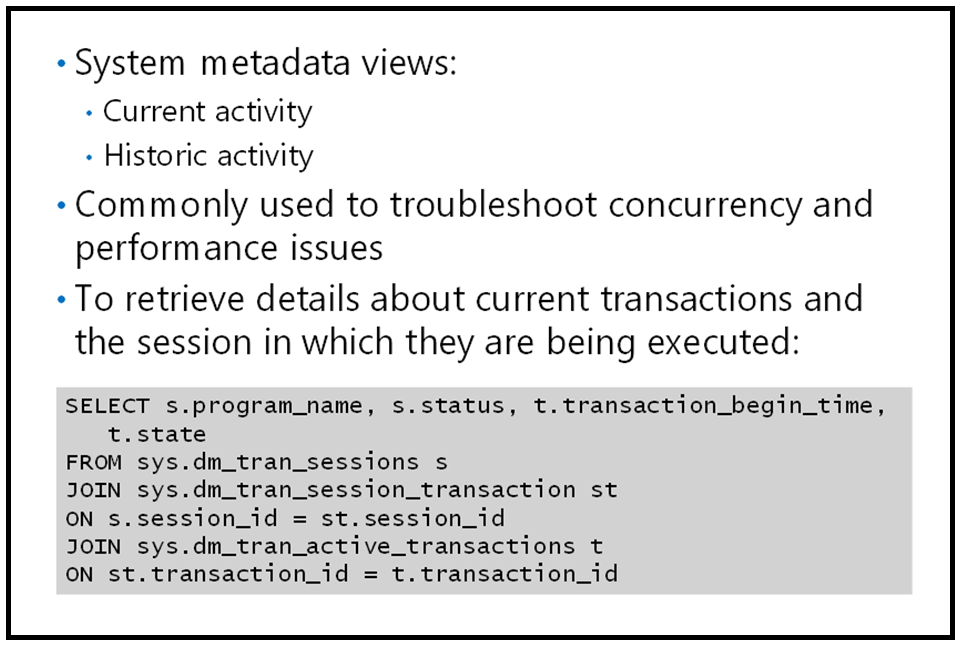 • System metadata views:
• Current activity
• Historic activity
• Commonly used to troubleshoot concurrency and
performance issues
• To retrieve details about current transactions and
the session in which they are being executed:
SELECT s.program_name, s.status, t.transaction_begin_time,
t.state
FROM sys.dm_tran_sessions s
JOIN sys.dm_tran_session_transaction st
ON s.session_id = st.session_id
JOIN sys.dm_tran_active_transactions t
ON st.transaction_id = t.transaction_id